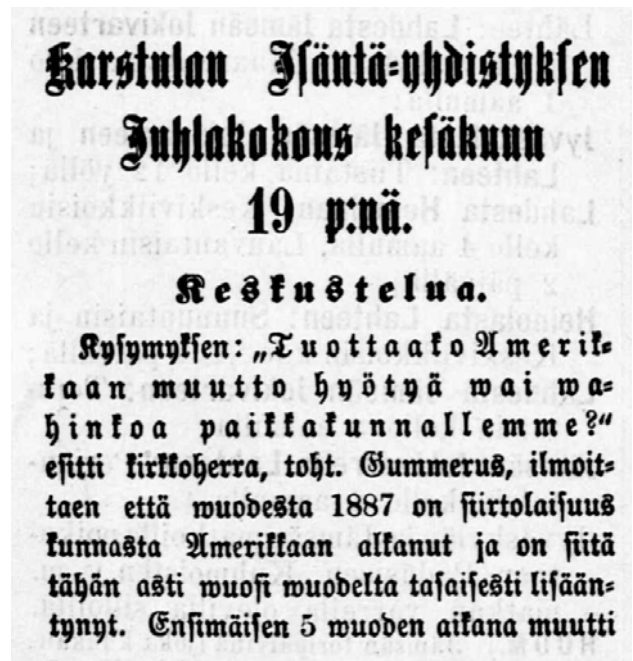 Karstulan Isäntä-yhdistyksen
Juhlakokous kesäkuun
19 p:nä.
Keskustelua.
Kysymyksen: „Tuottaako Amerik-
kaan muutto hyötyä wai wa-
hinkoa paikkakunnallemme?“
esitti kirkkoherra, toht. Gummerus, ilmoit-
taen että wuodesta 1887 on siirtolaisuus
kunnasta Amerikkaan alkanut ja on siitä
tähän asti wuosi wuodelta tasaisesti lisään-
tynyt. Ensimäisen 5 wuoden aikana muutti